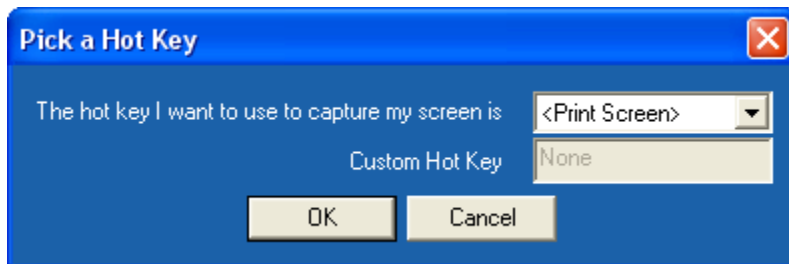 Pick a Hot Key
The hot key I want to use to capture my screen is <Print Screen>
Custom Hot Key None
OK Cancel